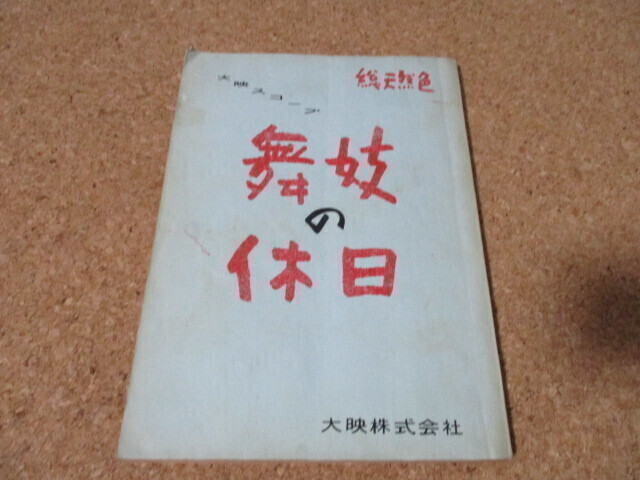 大映スコープ
総天然色
舞妓
の
休日
大映株式会社